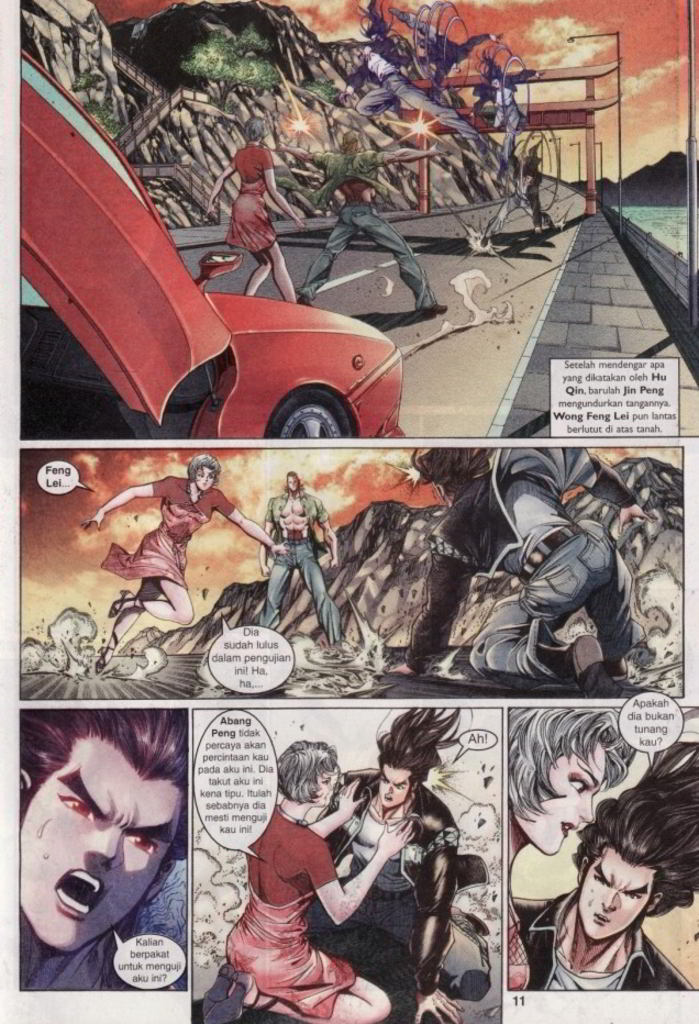 Setelah mendengar apa
yang dikatakan oleh Hu
Qin, barulah Jin Peng
mengundurkan tangannya.
Wong Feng Lei pun lantas
berlutut di atas tanah.
Feng
Lei...
Dia
sudah lulus
dalam pengujian
ini! Ha,
ha,...
Kalian
berpakat
untuk menguji
aku ini?
Abang
Peng tidak
percaya akan
percintaan kau
pada aku ini. Dia
takut aku ini
kena tipu. Itulah
sebabnya dia
mesti menguji
kau ini!
Ah!
Apakah
dia bukan
tunang
kau?
11